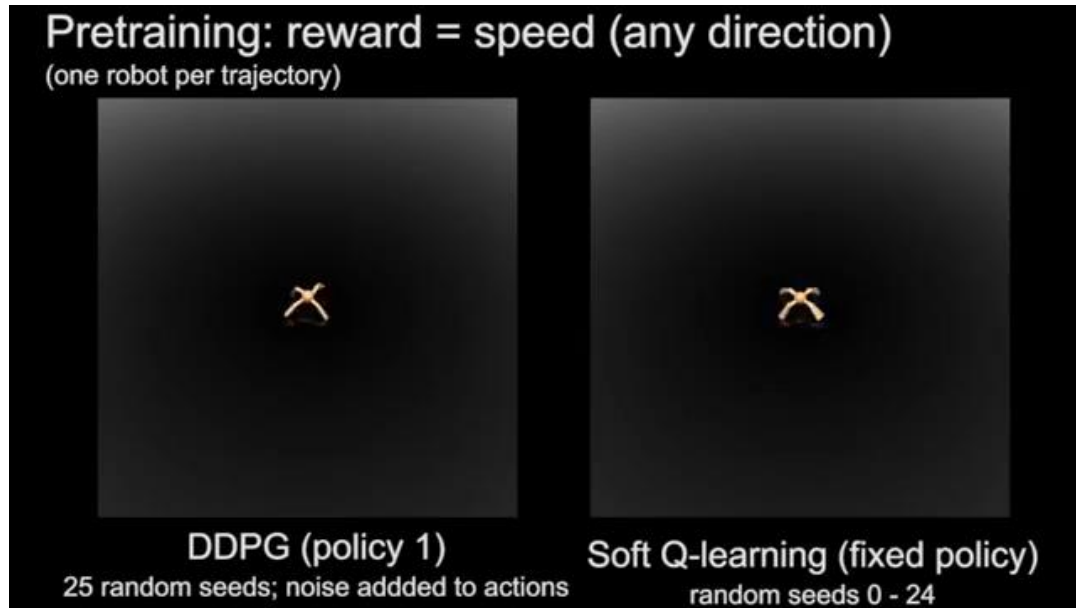 Pretraining: reward = speed (any direction)
(one robot per trajectory)
DDPG (policy 1)
25 random seeds; noise addded to actions
Soft Q-learning (fixed policy)
random seeds 0 - 24